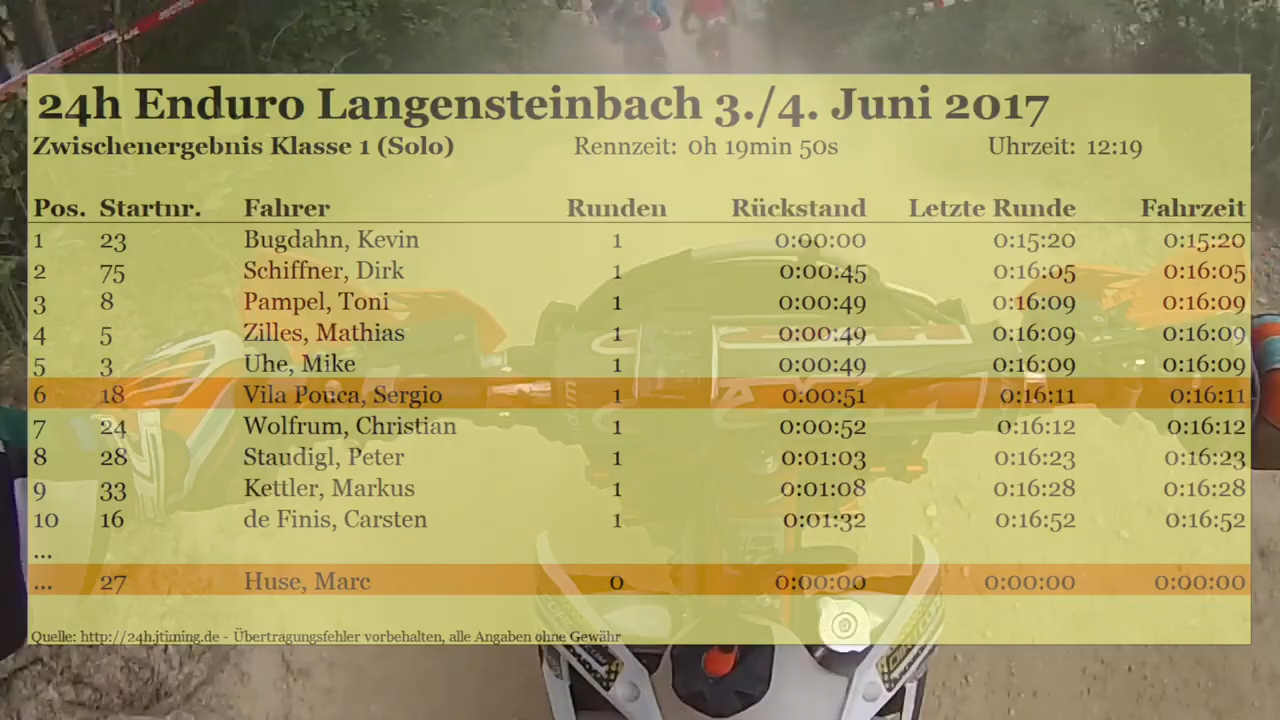 24h Enduro Langensteinbach 3./4. Juni 2017
Zwischenergebnis Klasse 1 (Solo) Rennzeit: 0h 19min 50s Uhrzeit: 12:19
Pos. Startnr. Fahrer Runden Rückstand Letzte Runde Fahrzeit
1 23 Bugdahn, Kevin 1 0:00:00 0:15:20 0:15:20
2 75 Schiffner, Dirk 1 0:00:45 0:16:05 0:16:05
3 8 Pampel, Toni 1 0:00:49 0:16:09 0:16:09
4 5 Zilles, Mathias 1 0:00:49 0:16:09 0:16:09
5 3 Uhe, Mike 1 0:00:49 0:16:09 0:16:09
6 18 Vila Pouca, Sergio 1 0:00:51 0:16:11 0:16:11
7 24 Wolfrum, Christian 1 0:00:52 0:16:12 0:16:12
8 28 Staudigl, Peter 1 0:01:03 0:16:23 0:16:23
9 33 Kettler, Markus 1 0:01:08 0:16:28 0:16:28
10 16 de Finis, Carsten 1 0:01:32 0:16:52 0:16:52
...
... 27 Huse, Marc 0 0:00:00 0:00:00 0:00:00
Quelle: http://24h.jtiming.de - Übertragungsfehler vorbehalten, alle Angaben ohne Gewähr